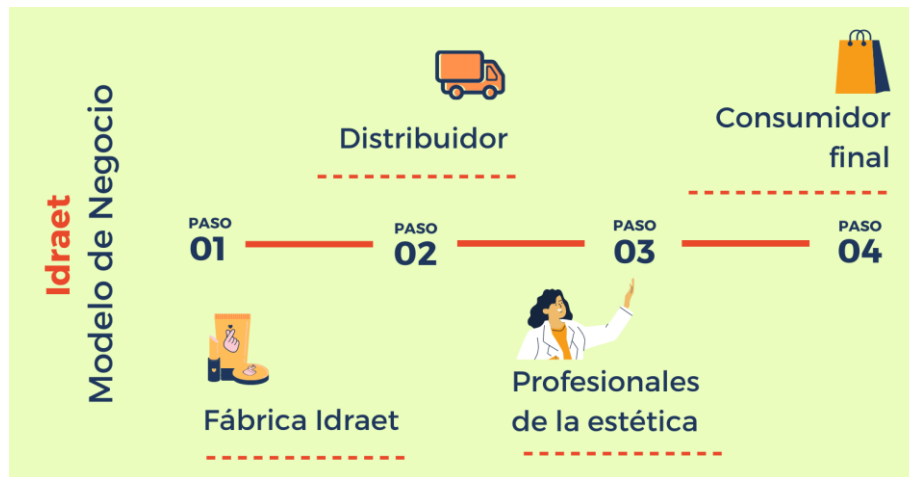 Idraet
Modelo de Negocio
PASO
01
Fábrica Idraet
PASO
02
Distribuidor
PASO
03
Profesionales
de la estética
PASO
04
Consumidor
final